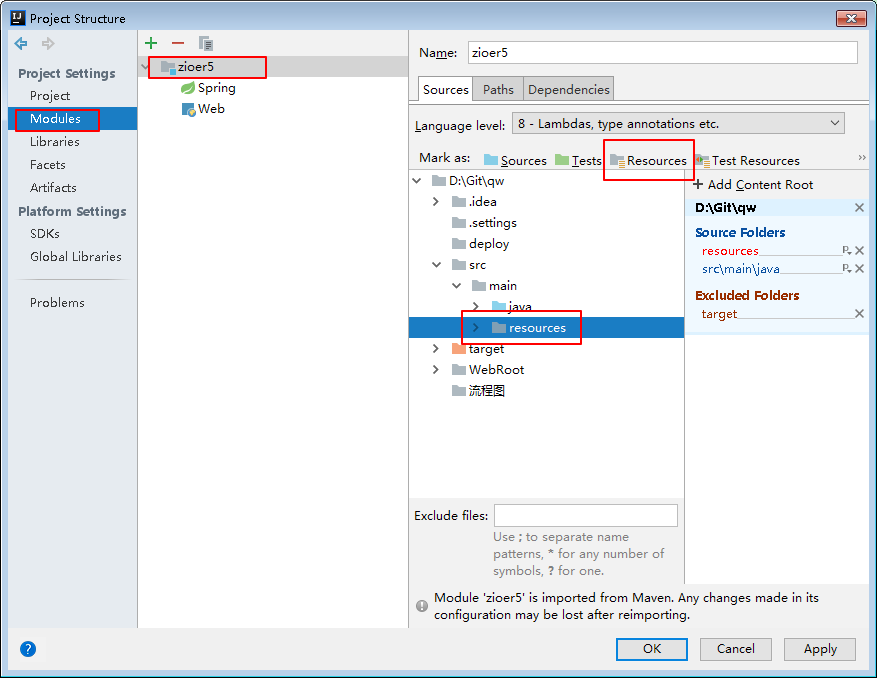 Project Structure
Project Settings
Project
Modules
Libraries
Facets
Artifacts
Platform Settings
SDKs
Global Libraries
Problems
zioer5
Spring
Web
Name: zioer5
Sources Paths Dependencies
Language level: 8 - Lambdas, type annotations etc.
Mark as: Sources Tests Resources Test Resources »
D:\Git\qw
.idea
.settings
deploy
src
main
java
resources
target
WebRoot
流程图
+ Add Content Root
D:\Git\qw
Source Folders
resources
src\main\java
Excluded Folders
target
Exclude files:
Use ; to separate name
patterns, * for any number of
symbols, ? for one.
Module 'zioer5' is imported from Maven. Any changes made in its
configuration may be lost after reimporting.
? OK Cancel Apply